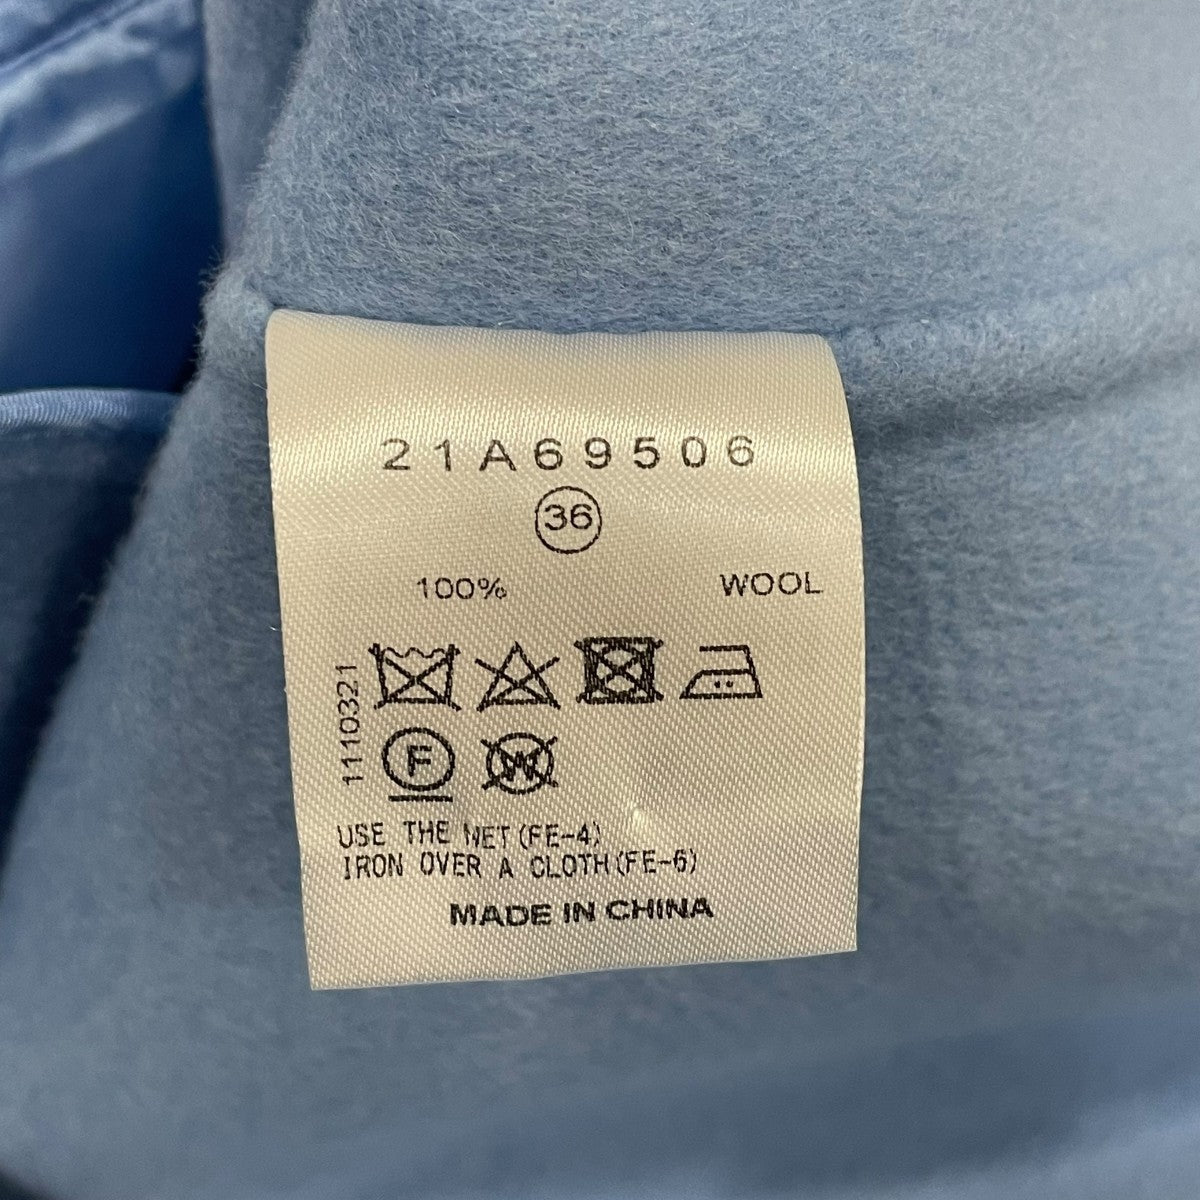 21A69506
36
100% WOOL
1110321
F
W
USE THE NET(FE-4)
IRON OVER A CLOTH(FE-6)
MADE IN CHINA